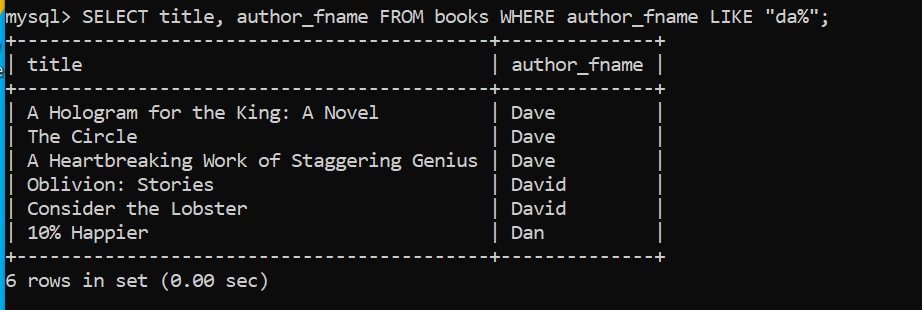 mysql> SELECT title, author_fname FROM books WHERE author_fname LIKE "da%";
+----------------------------------------+--------------+
| title                                  | author_fname |
+----------------------------------------+--------------+
| A Hologram for the King: A Novel       | Dave         |
| The Circle                             | Dave         |
| A Heartbreaking Work of Staggering Genius | Dave         |
| Oblivion: Stories                      | David        |
| Consider the Lobster                   | David        |
| 10% Happier                            | Dan          |
+----------------------------------------+--------------+
6 rows in set (0.00 sec)